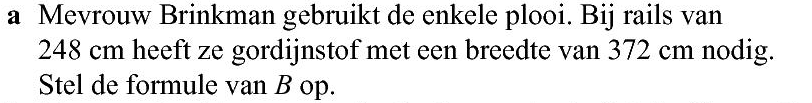 a Mevrouw Brinkman gebruikt de enkele plooi. Bij rails van
248 cm heeft ze gordijnstof met een breedte van 372 cm nodig.
Stel de formule van B op.